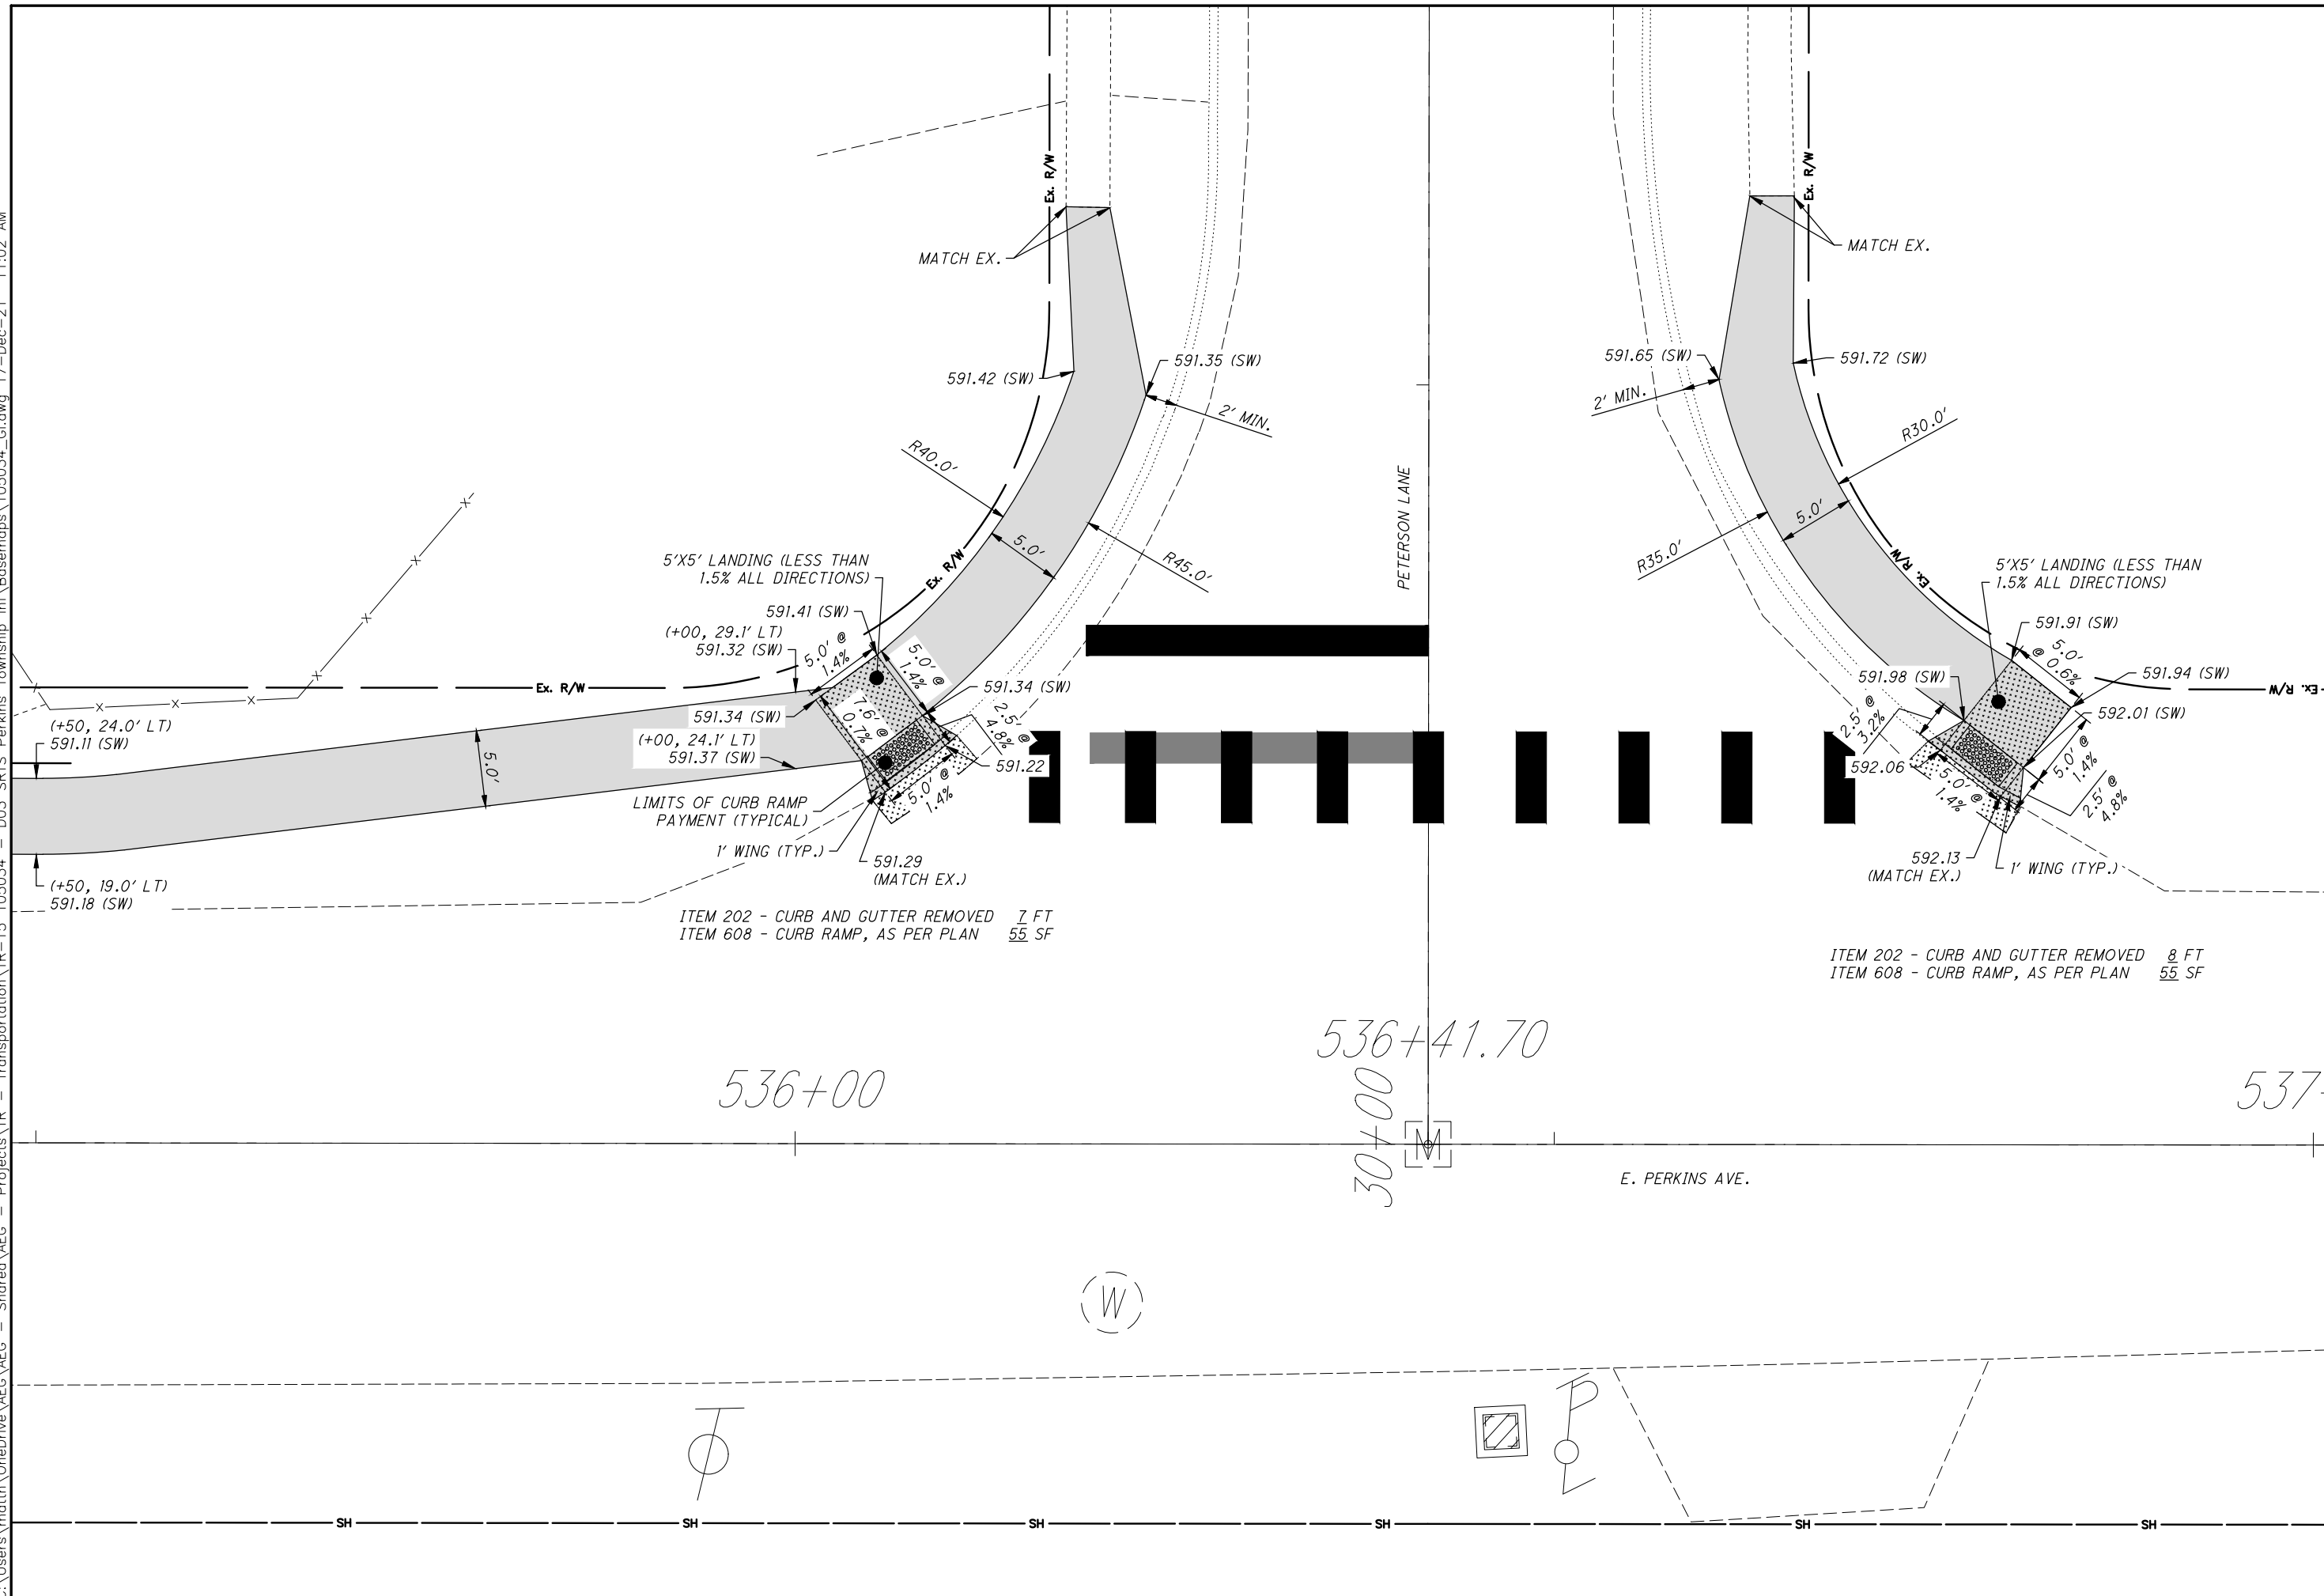 Ex. R/W
Ex. R/W
MATCH EX.
MATCH EX.
591.35 (SW)
591.42 (SW)
2' MIN.
591.65 (SW)
591.72 (SW)
2' MIN.
R40.0'
5.0'
R45.0'
Ex. R/W
PETERSON LANE
R30.0'
5.0'
R35.0'
Ex. R/W
5'X5' LANDING (LESS THAN
1.5% ALL DIRECTIONS)
591.41 (SW)
(+00, 29.1' LT)
591.32 (SW)
5.0' @
1.4%
5.0' @
1.4%
591.34 (SW)
591.34 (SW)
7.6' @
0.7%
2.5' @
4.8%
(+00, 24.1' LT)
591.37 (SW)
591.22
5.0' @
1.4%
LIMITS OF CURB RAMP
PAYMENT (TYPICAL)
1' WING (TYP.)
591.29
(MATCH EX.)
Ex. R/W
(+50, 24.0' LT)
591.11 (SW)
5.0'
(+50, 19.0' LT)
591.18 (SW)
5'X5' LANDING (LESS THAN
1.5% ALL DIRECTIONS)
591.91 (SW)
5.0'
@ 0.6%
591.94 (SW)
591.98 (SW)
Ex. R/W
592.01 (SW)
2.5' @
3.2%
592.06
5.0' @
1.4%
5.0' @
1.4%
2.5' @
4.8%
592.13
(MATCH EX.)
1' WING (TYP.)
ITEM 202 - CURB AND GUTTER REMOVED 7 FT
ITEM 608 - CURB RAMP, AS PER PLAN 55 SF
ITEM 202 - CURB AND GUTTER REMOVED 8 FT
ITEM 608 - CURB RAMP, AS PER PLAN 55 SF
536+41.70
536+00
30+00
537
M
E. PERKINS AVE.
W
SH
SH
SH
SH
SH
SH